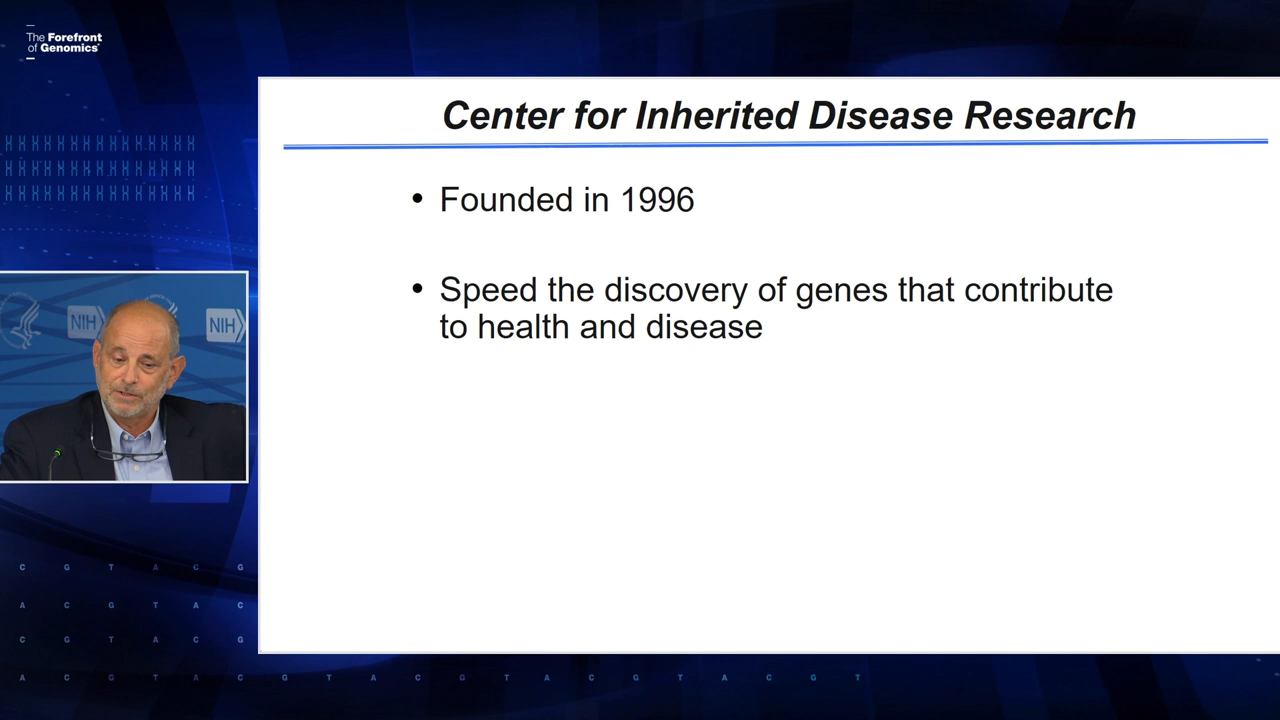 The Forefront
of Genomics®
Center for Inherited Disease Research
• Founded in 1996
• Speed the discovery of genes that contribute
to health and disease
NIH
NIH
C G T A C G
A C G T A C
C G T A C G
A C G T A C G T A C G T A C G T A C G T